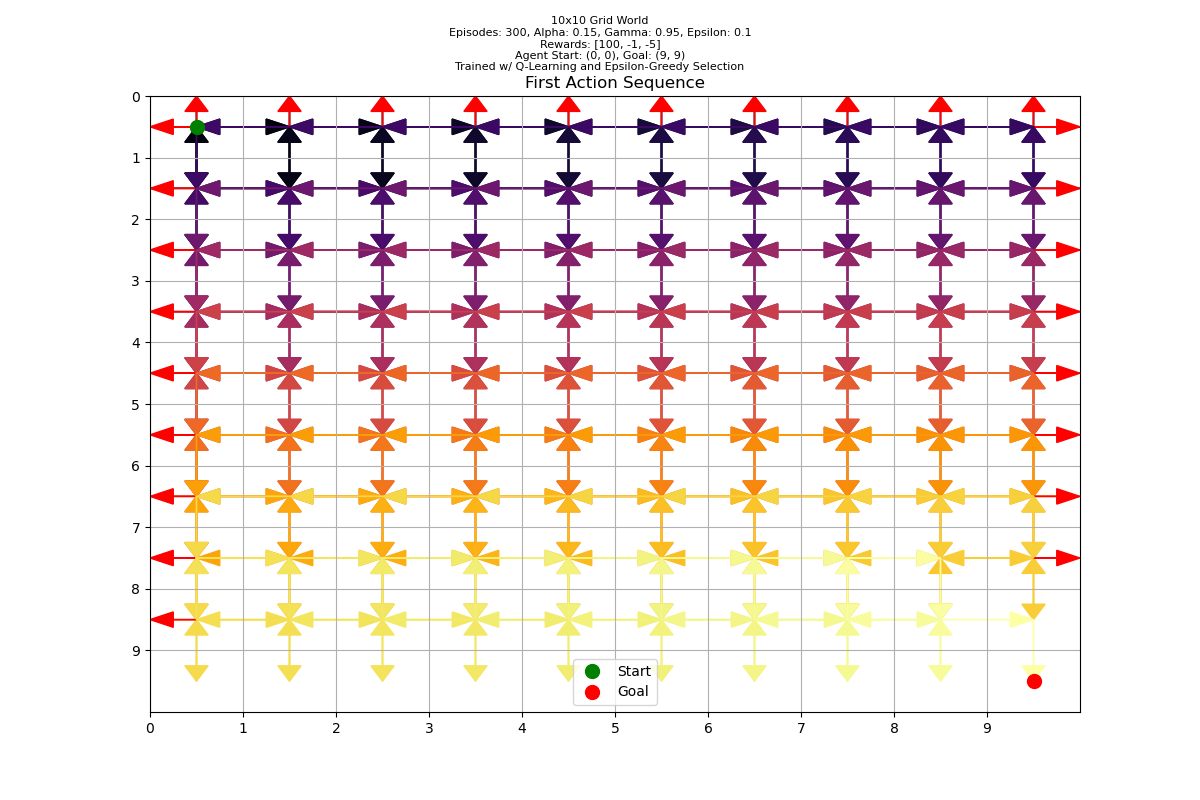 10x10 Grid World
Episodes: 300, Alpha: 0.15, Gamma: 0.95, Epsilon: 0.1
Rewards: [100, -1, -5]
Agent Start: (0, 0), Goal: (9, 9)
Trained w/ Q-Learning and Epsilon-Greedy Selection
First Action Sequence
0
1
2
3
4
5
6
7
8
9
Start
Goal
0 1 2 3 4 5 6 7 8 9